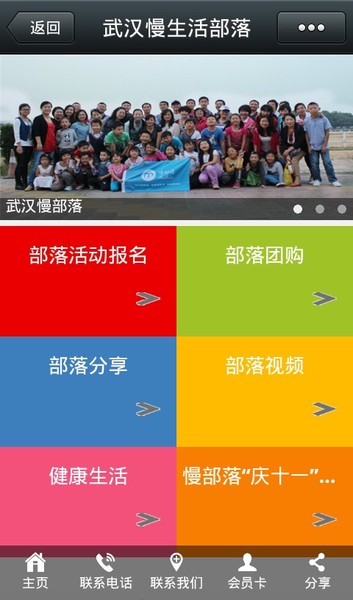 返回
武汉慢生活部落
武汉慢部落
部落活动报名
部落团购
部落分享
部落视频
健康生活
慢部落“庆十一”...
主页
联系电话
联系我们
会员卡
分享